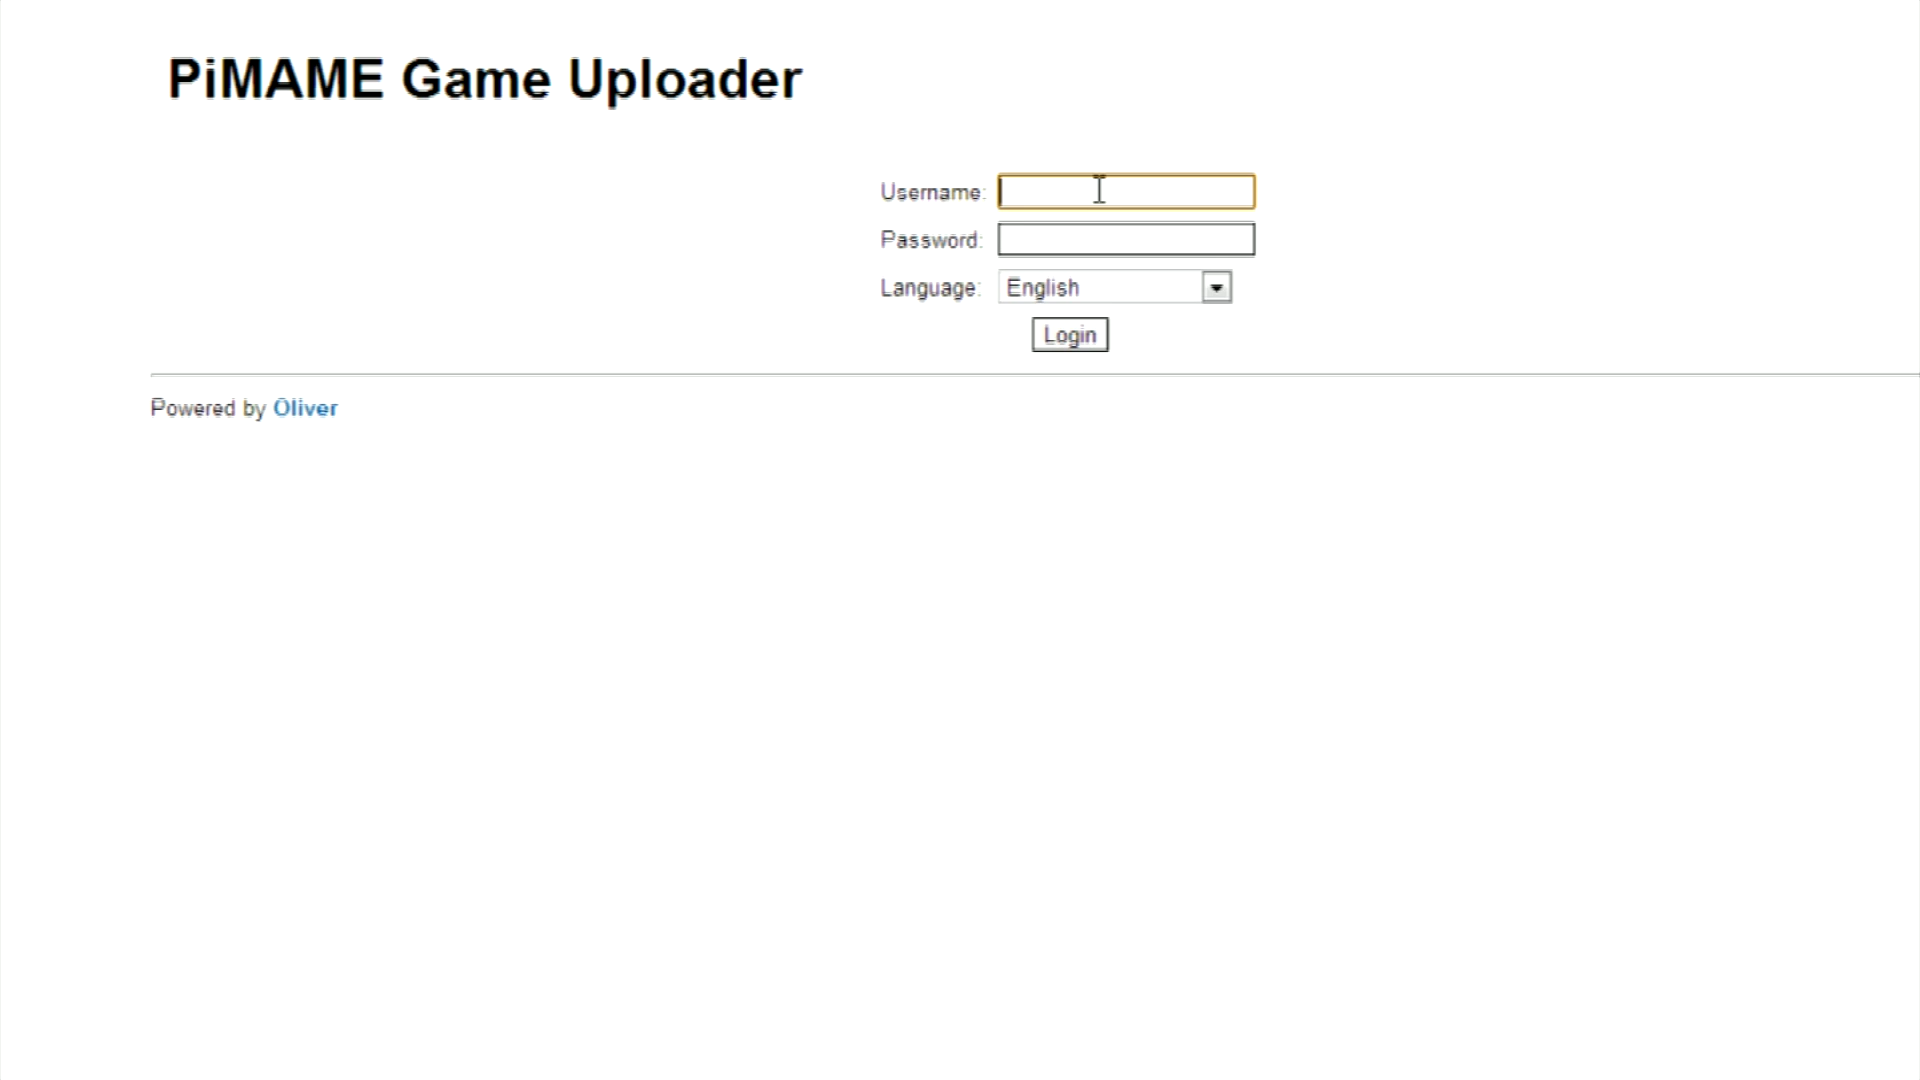 PiMAME Game Uploader
Username:
Password:
Language: English
Login
Powered by Oliver